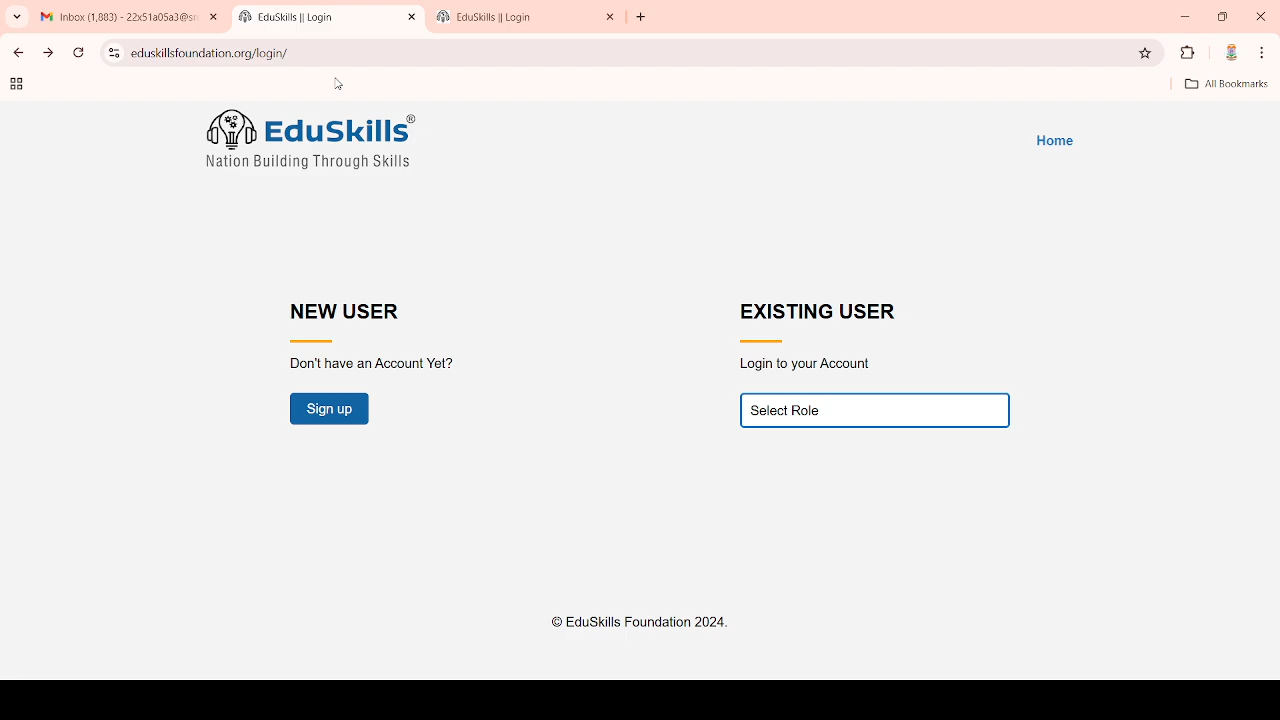 Inbox (1,883) - 22x51a05a3@sr
EduSkills || Login
EduSkills || Login
eduskillsfoundation.org/login/
All Bookmarks
EduSkills®
Nation Building Through Skills
Home
NEW USER
EXISTING USER
Don't have an Account Yet?
Login to your Account
Sign up
Select Role
© EduSkills Foundation 2024.